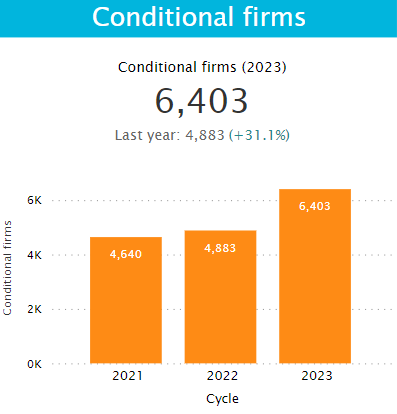 Conditional firms
Conditional firms (2023)
6,403
Last year: 4,883 (+31.1%)
Conditional firms
6K
4K
2K
0K
4,640
4,883
6,403
2021 2022 2023
Cycle